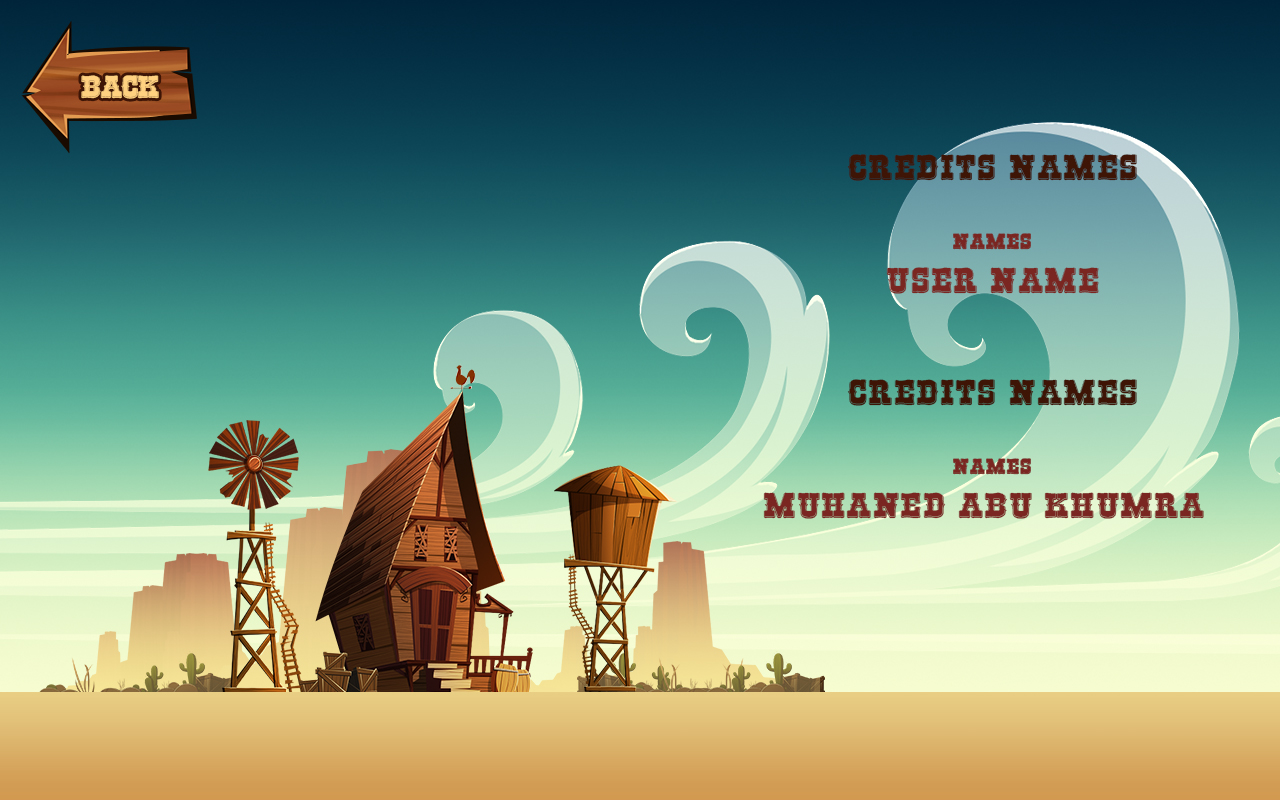 BACK
CREDITS NAMES
NAMES
USER NAME
CREDITS NAMES
NAMES
MUHANED ABU KHUMRA